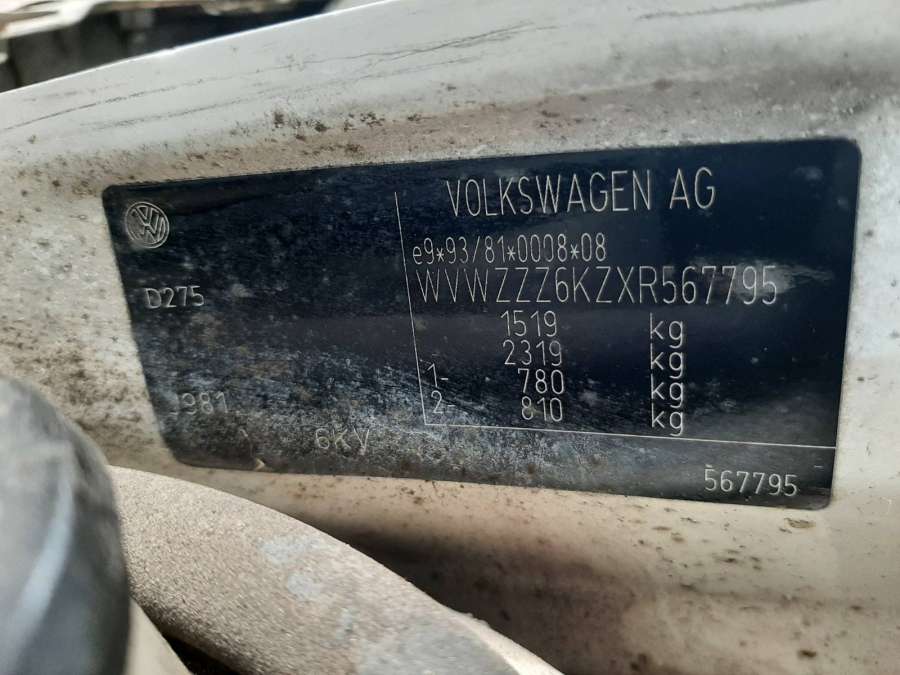 VOLKSWAGEN AG
e9*93/81*0008*08
WVWZZZ6KZXR567795
D275
1519 kg
2319 kg
1- 780 kg
2- 810 kg
J981
6KV
567795